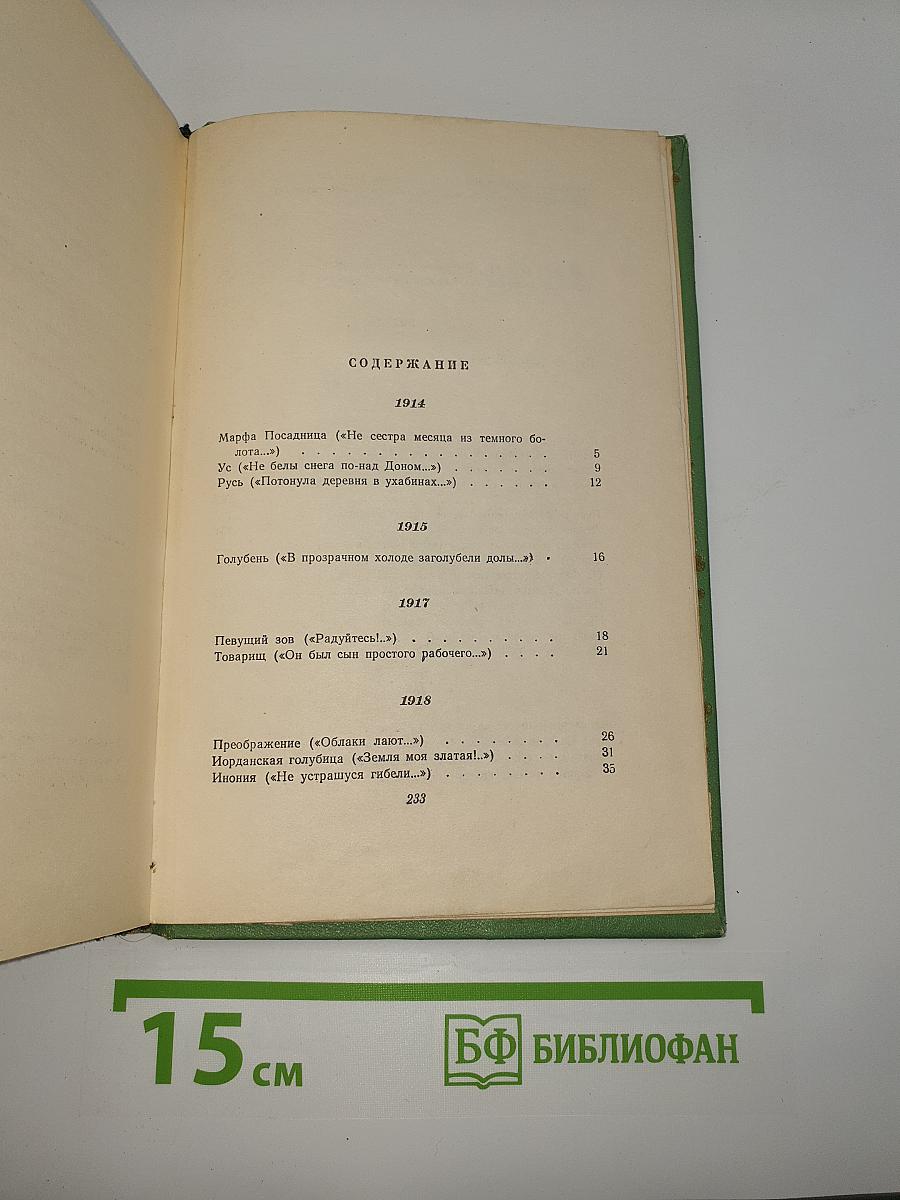 СОДЕРЖАНИЕ
1914
Марфа Посадница («Не сестра месяца из темного бо-
лота...») . . . . . . . . . . . . . . . . . 5
Ус («Не белы снега по-над Доном...») . . . . . . . 9
Русь («Потонула деревня в ухабинах...») . . . . . . 12
1915
Голубень («В прозрачном холоде заголубели долы...») . 16
1917
Певущий зов («Радуйтесь!..») . . . . . . . . . . 18
Товарищ («Он был сын простого рабочего...») . . . . 21
1918
Преображение («Облаки лают...») . . . . . . . . 26
Иорданская голубица («Земля моя златая!..») . . . . 31
Инония («Не устрашуся гибели...») . . . . . . . . 35
233
15 см
БФ БИБЛИОФАН